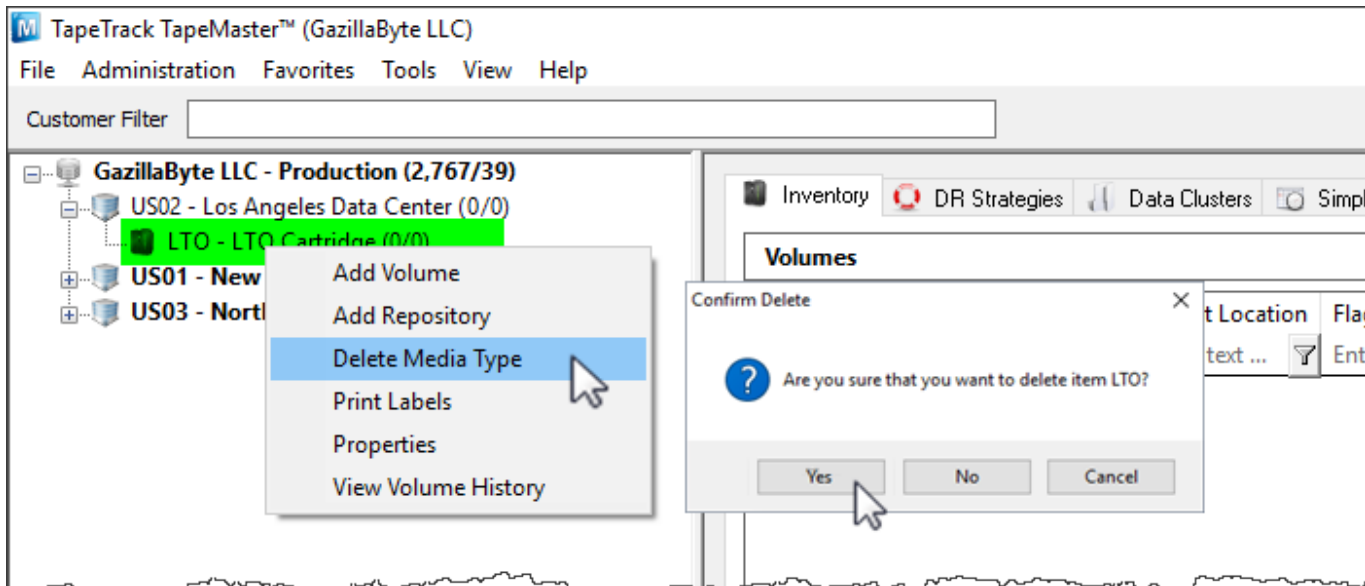 TapeTrack TapeMaster™ (GazillaByte LLC)
File Administration Favorites Tools View Help
Customer Filter
GazillaByte LLC - Production (2,767/39)
US02 - Los Angeles Data Center (0/0)
LTO - LTO Cartridge (0/0)
US01 - New
US03 - North
Add Volume
Add Repository
Delete Media Type
Print Labels
Properties
View Volume History
Inventory DR Strategies Data Clusters Simpl
Volumes
t Location Fla
text ... Ent
Confirm Delete
Are you sure that you want to delete item LTO?
Yes No Cancel